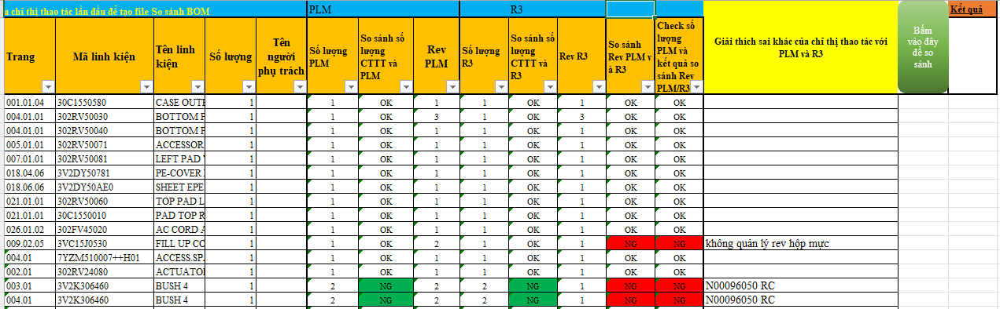 u chỉ thị thao tác lần đầu để tạo file So sánh BOM PLM R3 Kết quả
Trang Mã linh kiện Tên linh kiện Số lượng Tên người phụ trách Số lượng PLM So sánh số lượng CTTT và PLM Rev PLM Số lượng R3 So sánh số lượng CTTT và R3 Rev R3 So sánh Rev PLM v à R3 Check số lượng PLM và kết quả so sánh Rev PLM/R3 Giải thích sai khác của chỉ thị thao tác với PLM và R3 Bấm vào đây để so sánh
001.01.04 30C1550580 CASE OUTE 1 1 OK 1 1 OK 1 OK OK
004.01.01 302RV50030 BOTTOM P 1 1 OK 3 1 OK 3 OK OK
004.01.01 302RV50040 BOTTOM P 1 1 OK 1 1 OK 1 OK OK
005.01.01 302RV50071 ACCESSOR 1 1 OK 1 1 OK 1 OK OK
007.01.01 302RV50081 LEFT PAD 1 1 OK 1 1 OK 1 OK OK
018.04.06 3V2DY50781 PE-COVER 1 1 OK 1 1 OK 1 OK OK
018.06.06 3V2DY50AE0 SHEET EPE 1 1 OK 1 1 OK 1 OK OK
021.01.01 302RV50060 TOP PAD L 1 1 OK 1 1 OK 1 OK OK
021.01.01 30C1550010 PAD TOP R 1 1 OK 1 1 OK 1 OK OK
026.01.02 302FV45020 AC CORD A 1 1 OK 1 1 OK 1 OK OK
009.02.05 3VC15J0530 FILL UP CO 1 1 OK 2 1 OK 1 NG NG không quản lý rev hộp mực
004.01 7YZM510007++H01 ACCESS.SP. 1 1 OK 1 1 OK 1 OK OK
002.01 302RV24080 ACTUATO 1 1 OK 1 1 OK 1 OK OK
003.01 3V2K306460 BUSH 4 1 2 NG 2 2 NG 1 NG NG N00096050 RC
004.01 3V2K306460 BUSH 4 1 2 NG 2 2 NG 1 NG NG N00096050 RC